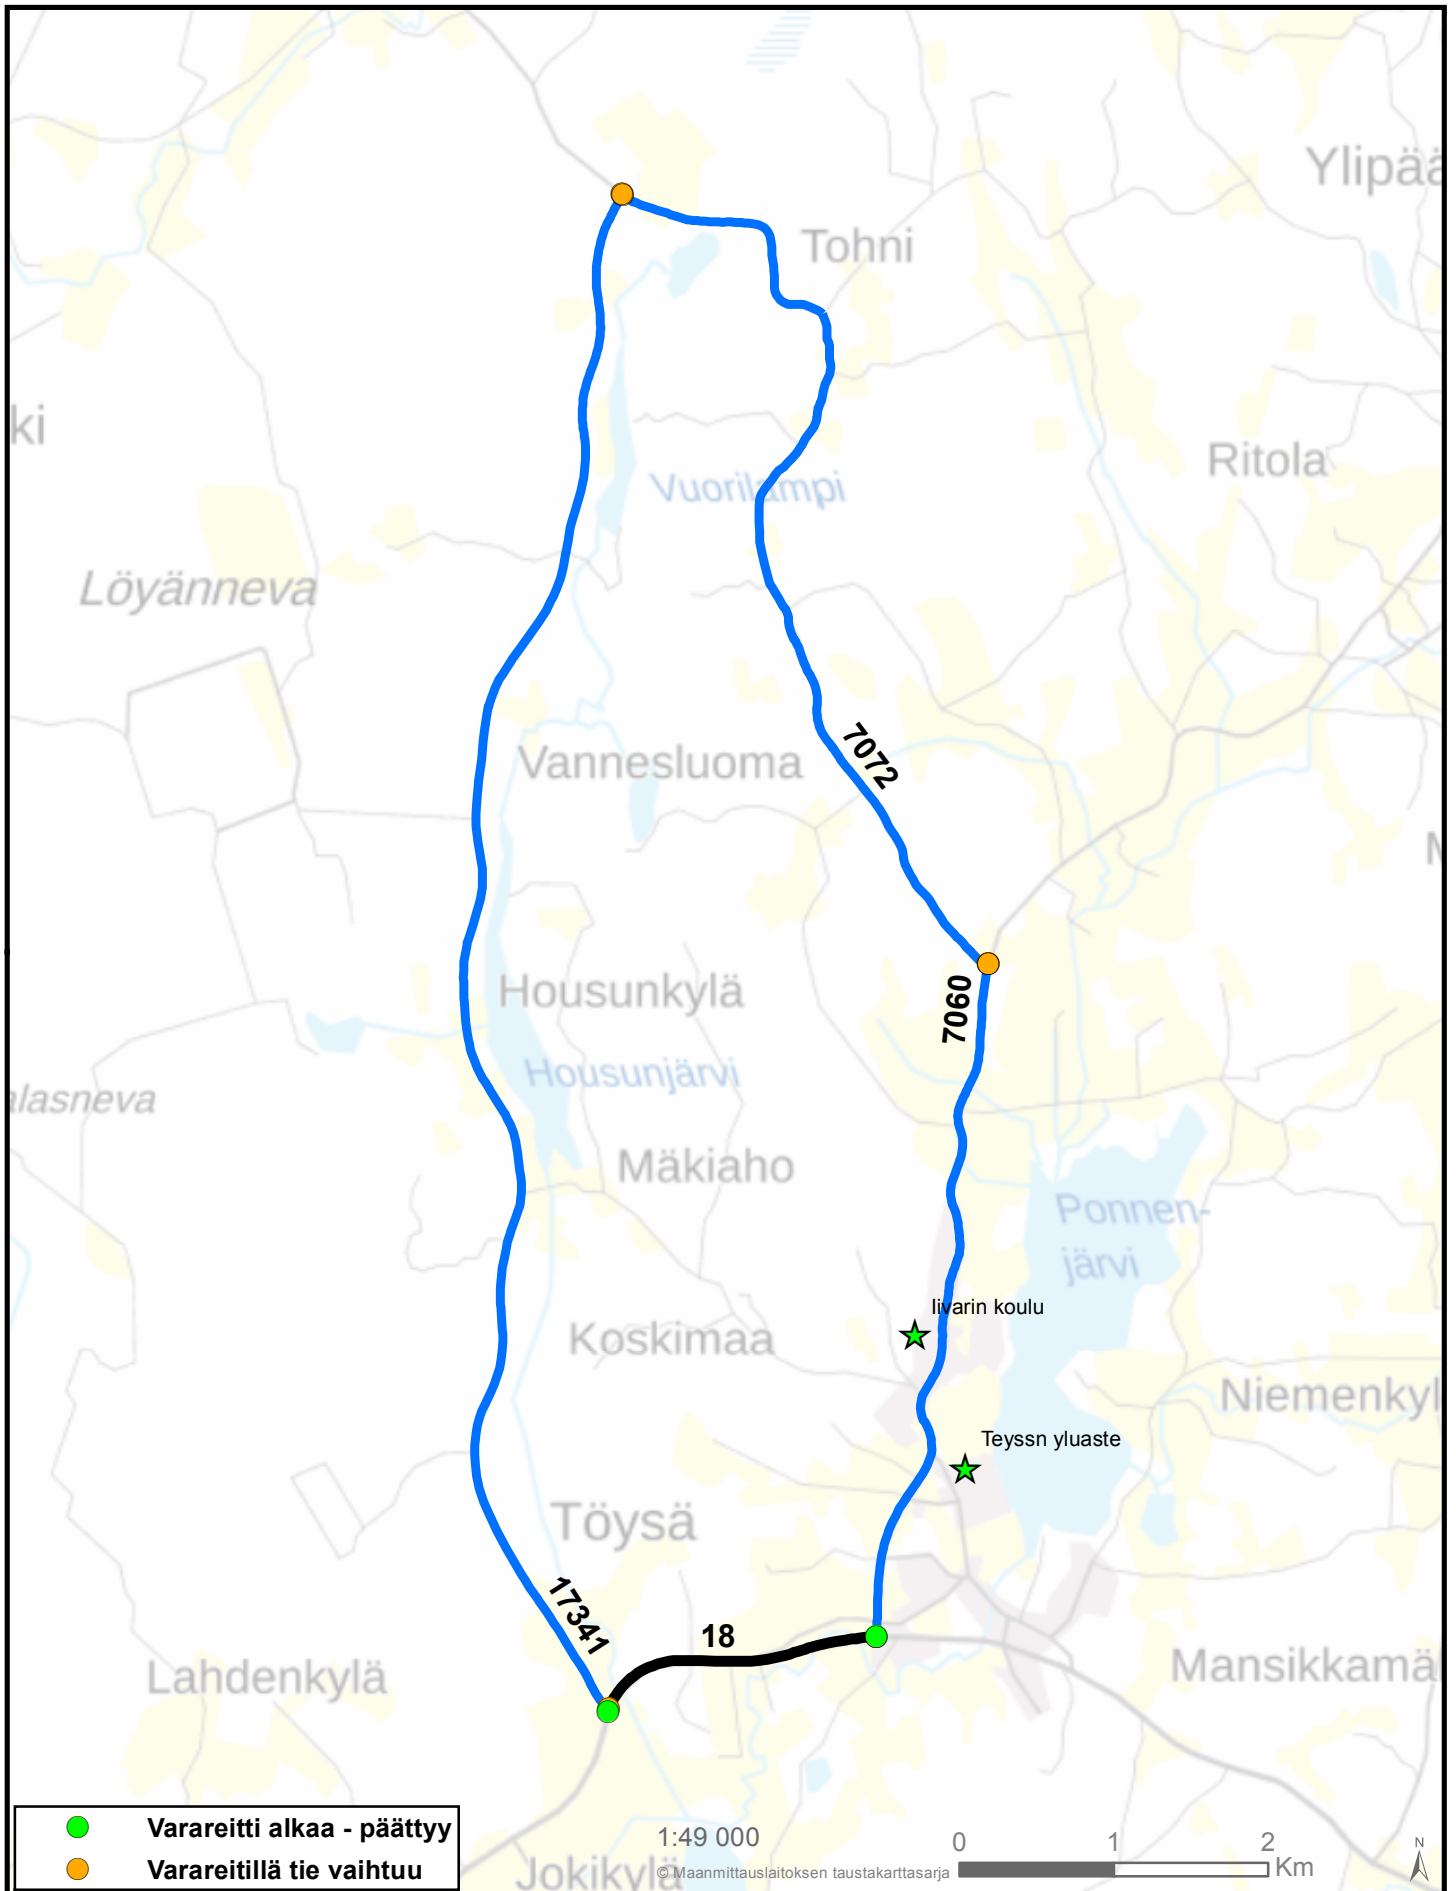 Ylipää
Tohni
ki
Ritola
Vuorilampi
Löyänneva
7072
Vannesluoma
M
Housunkylä
7060
Housunjärvi
alasneva
Mäkiaho
Ponnen-
järvi
Iivarin koulu
Koskimaa
Niemenkyl
Teyssn yluaste
Töysä
17341
18
Lahdenkylä
Mansikkamä
Varareitti alkaa - päättyy
Varareitillä tie vaihtuu
1:49 000
0 1 2
Km
N
Jokikylä
© Maanmittauslaitoksen taustakarttasarja